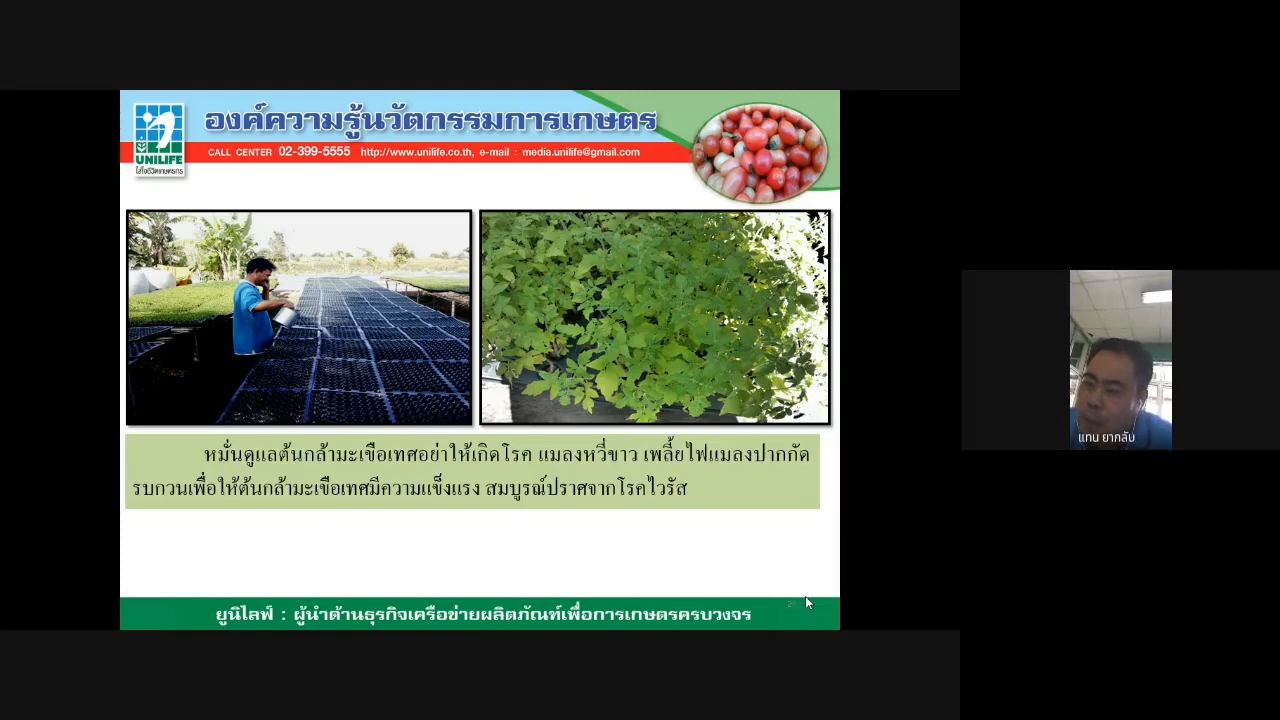 องค์ความรู้นวัตกรรมการเกษตร
CALL CENTER 02-399-5555 http://www.unilife.co.th, e-mail : media.unilife@gmail.com
UNILIFE
ใส่ใจชีวิตเกษตรกร
หมั่นดูแลต้นกล้ามะเขือเทศอย่าให้เกิดโรค แมลงหวี่ขาว เพลี้ยไฟแมลงปากกัด
รบกวนเพื่อให้ต้นกล้ามะเขือเทศมีความแข็งแรง สมบูรณ์ปราศจากโรคไวรัส
แทน ยากลับ
ยูนิไลฟ์ : ผู้นำด้านธุรกิจเครือข่ายผลิตภัณฑ์เพื่อการเกษตรครบวงจร